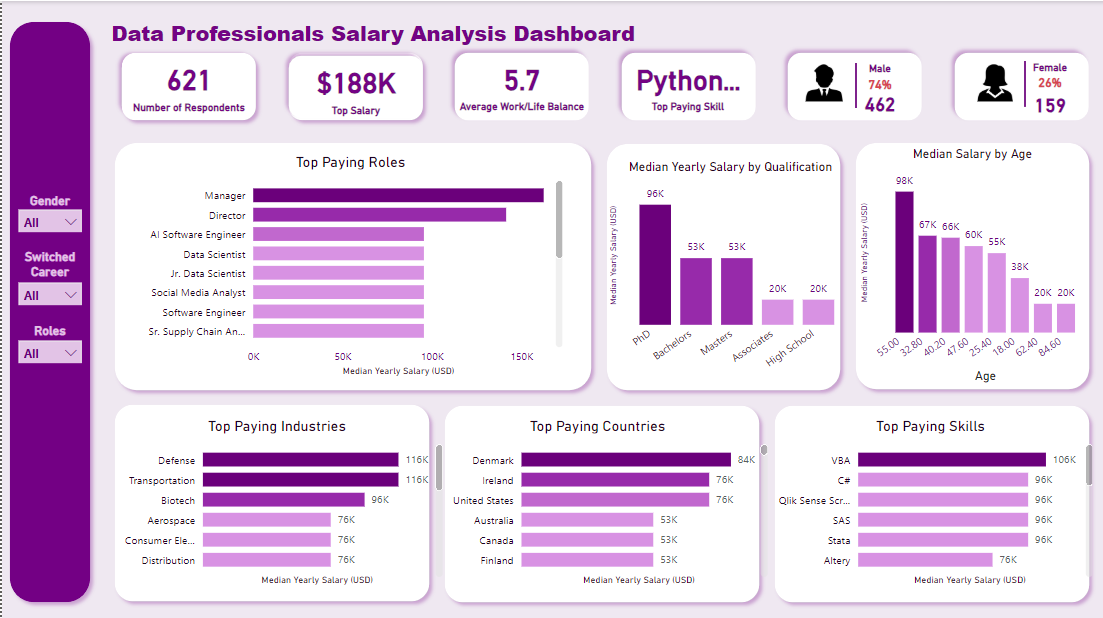 Data Professionals Salary Analysis Dashboard
621
Number of Respondents
$188K
Top Salary
5.7
Average Work/Life Balance
Python...
Top Paying Skill
Male
74%
462
Female
26%
159
Gender
All
Switched
Career
All
Roles
All
Top Paying Roles
Manager
Director
AI Software Engineer
Data Scientist
Jr. Data Scientist
Social Media Analyst
Software Engineer
Sr. Supply Chain An...
0K 50K 100K 150K
Median Yearly Salary (USD)
Median Yearly Salary by Qualification
Median Yearly Salary (USD)
96K
53K
53K
20K
20K
PhD
Bachelors
Masters
Associates
High School
Median Salary by Age
Median Yearly Salary (USD)
98K
67K
66K
60K
55K
38K
20K
20K
55.00
32.80
40.20
47.60
25.40
18.00
62.40
84.60
Age
Top Paying Industries
Defense 116K
Transportation 116K
Biotech 96K
Aerospace 76K
Consumer Ele... 76K
Distribution 76K
Median Yearly Salary (USD)
Top Paying Countries
Denmark 84K
Ireland 76K
United States 76K
Australia 53K
Canada 53K
Finland 53K
Median Yearly Salary (USD)
Top Paying Skills
VBA 106K
C# 96K
Qlik Sense Scr... 96K
SAS 96K
Stata 96K
Altery 76K
Median Yearly Salary (USD)